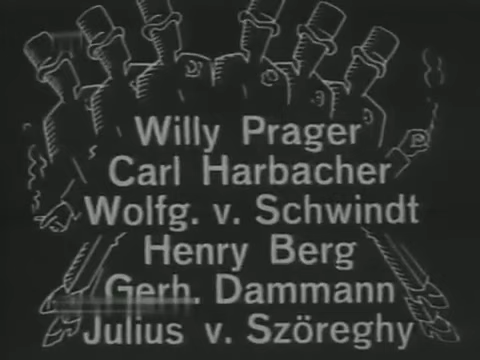 Willy Prager
Carl Harbacher
Wolfg. v. Schwindt
Henry Berg
Gerh. Dammann
Julius v. Szöreghy